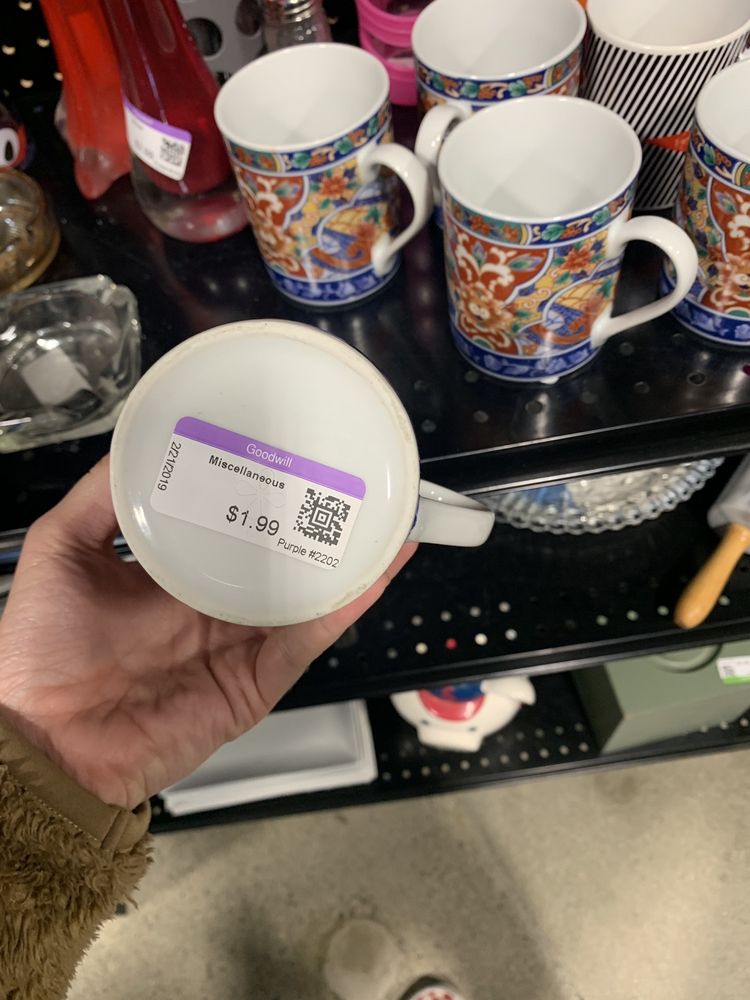 Goodwill
Miscellaneous
2/21/2019
$1.99
Purple #2202